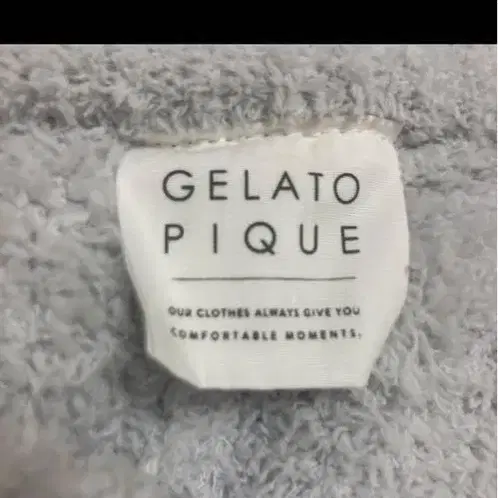 GELATO
PIQUE
OUR CLOTHES ALWAYS GIVE YOU
COMFORTABLE MOMENTS.